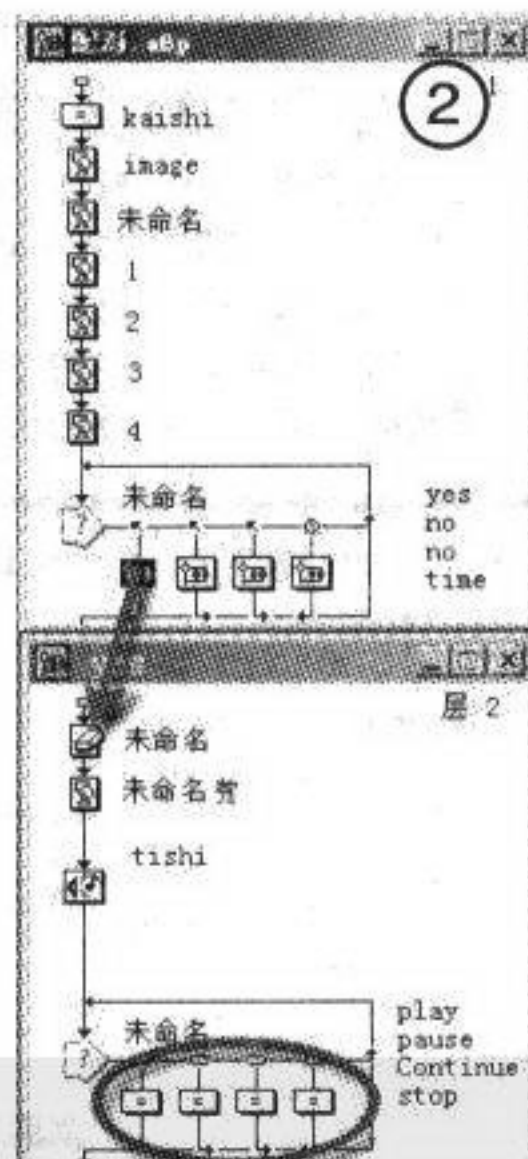 ②
kaishi
image
未命名
1
2
3
4
未命名
yes
no
no
time
层 2
未命名
未命名
tishi
未命名
play
pause
Continue
stop